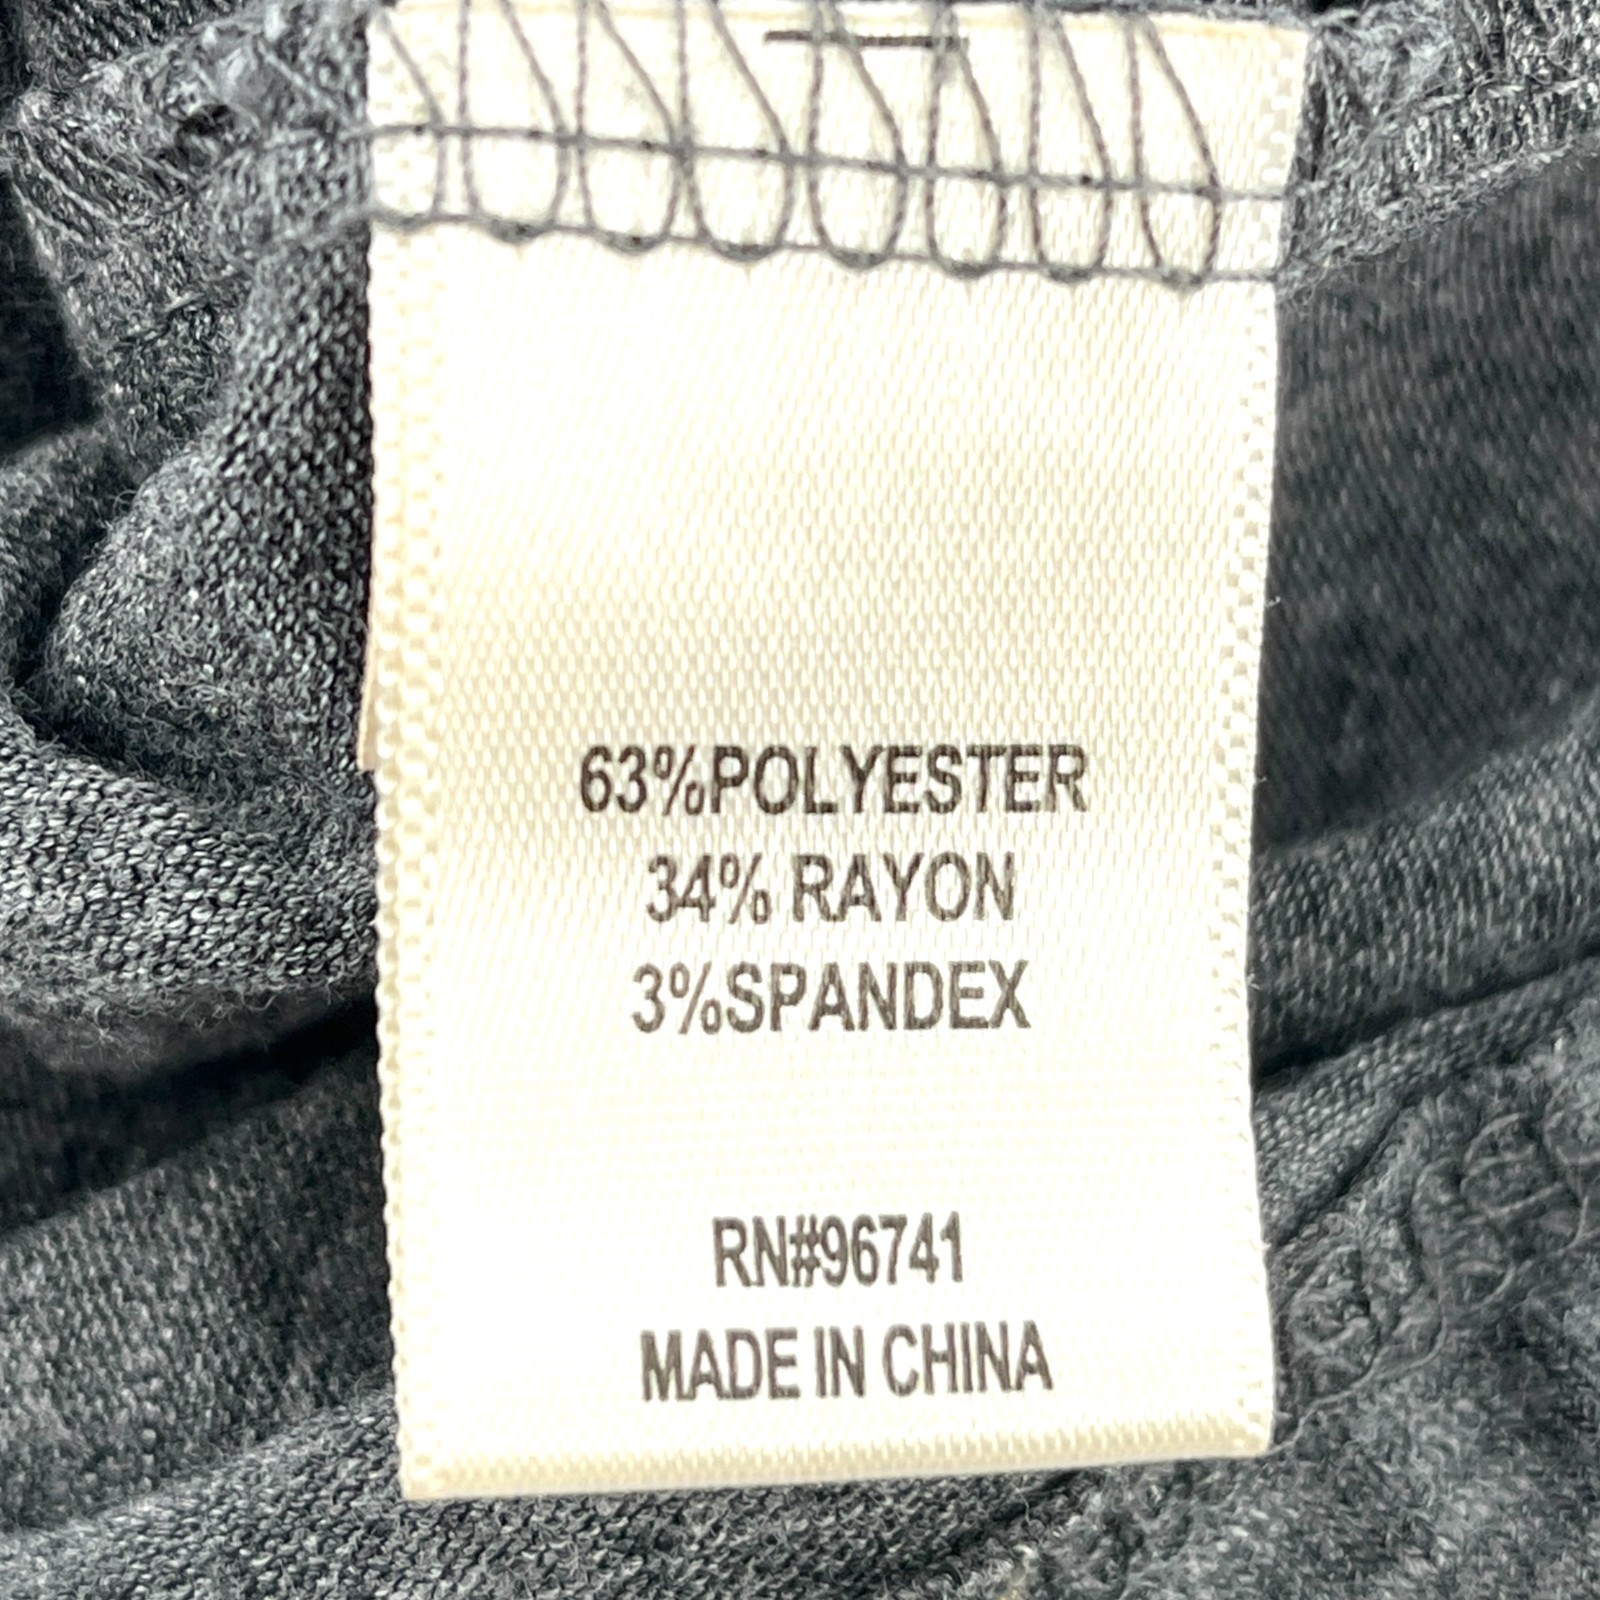 63%POLYESTER
34% RAYON
3%SPANDEX
RN#96741
MADE IN CHINA